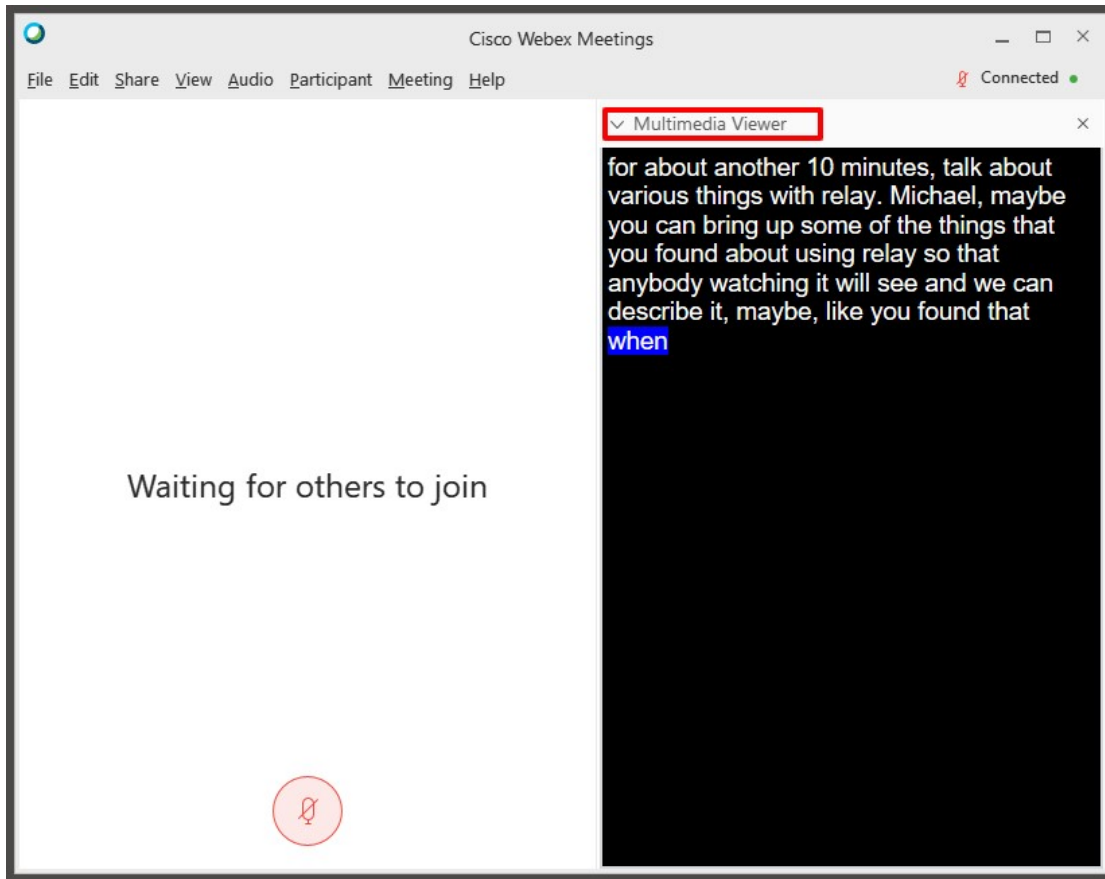 Cisco Webex Meetings
File Edit Share View Audio Participant Meeting Help
Connected
Multimedia Viewer
for about another 10 minutes, talk about
various things with relay. Michael, maybe
you can bring up some of the things that
you found about using relay so that
anybody watching it will see and we can
describe it, maybe, like you found that
when
Waiting for others to join